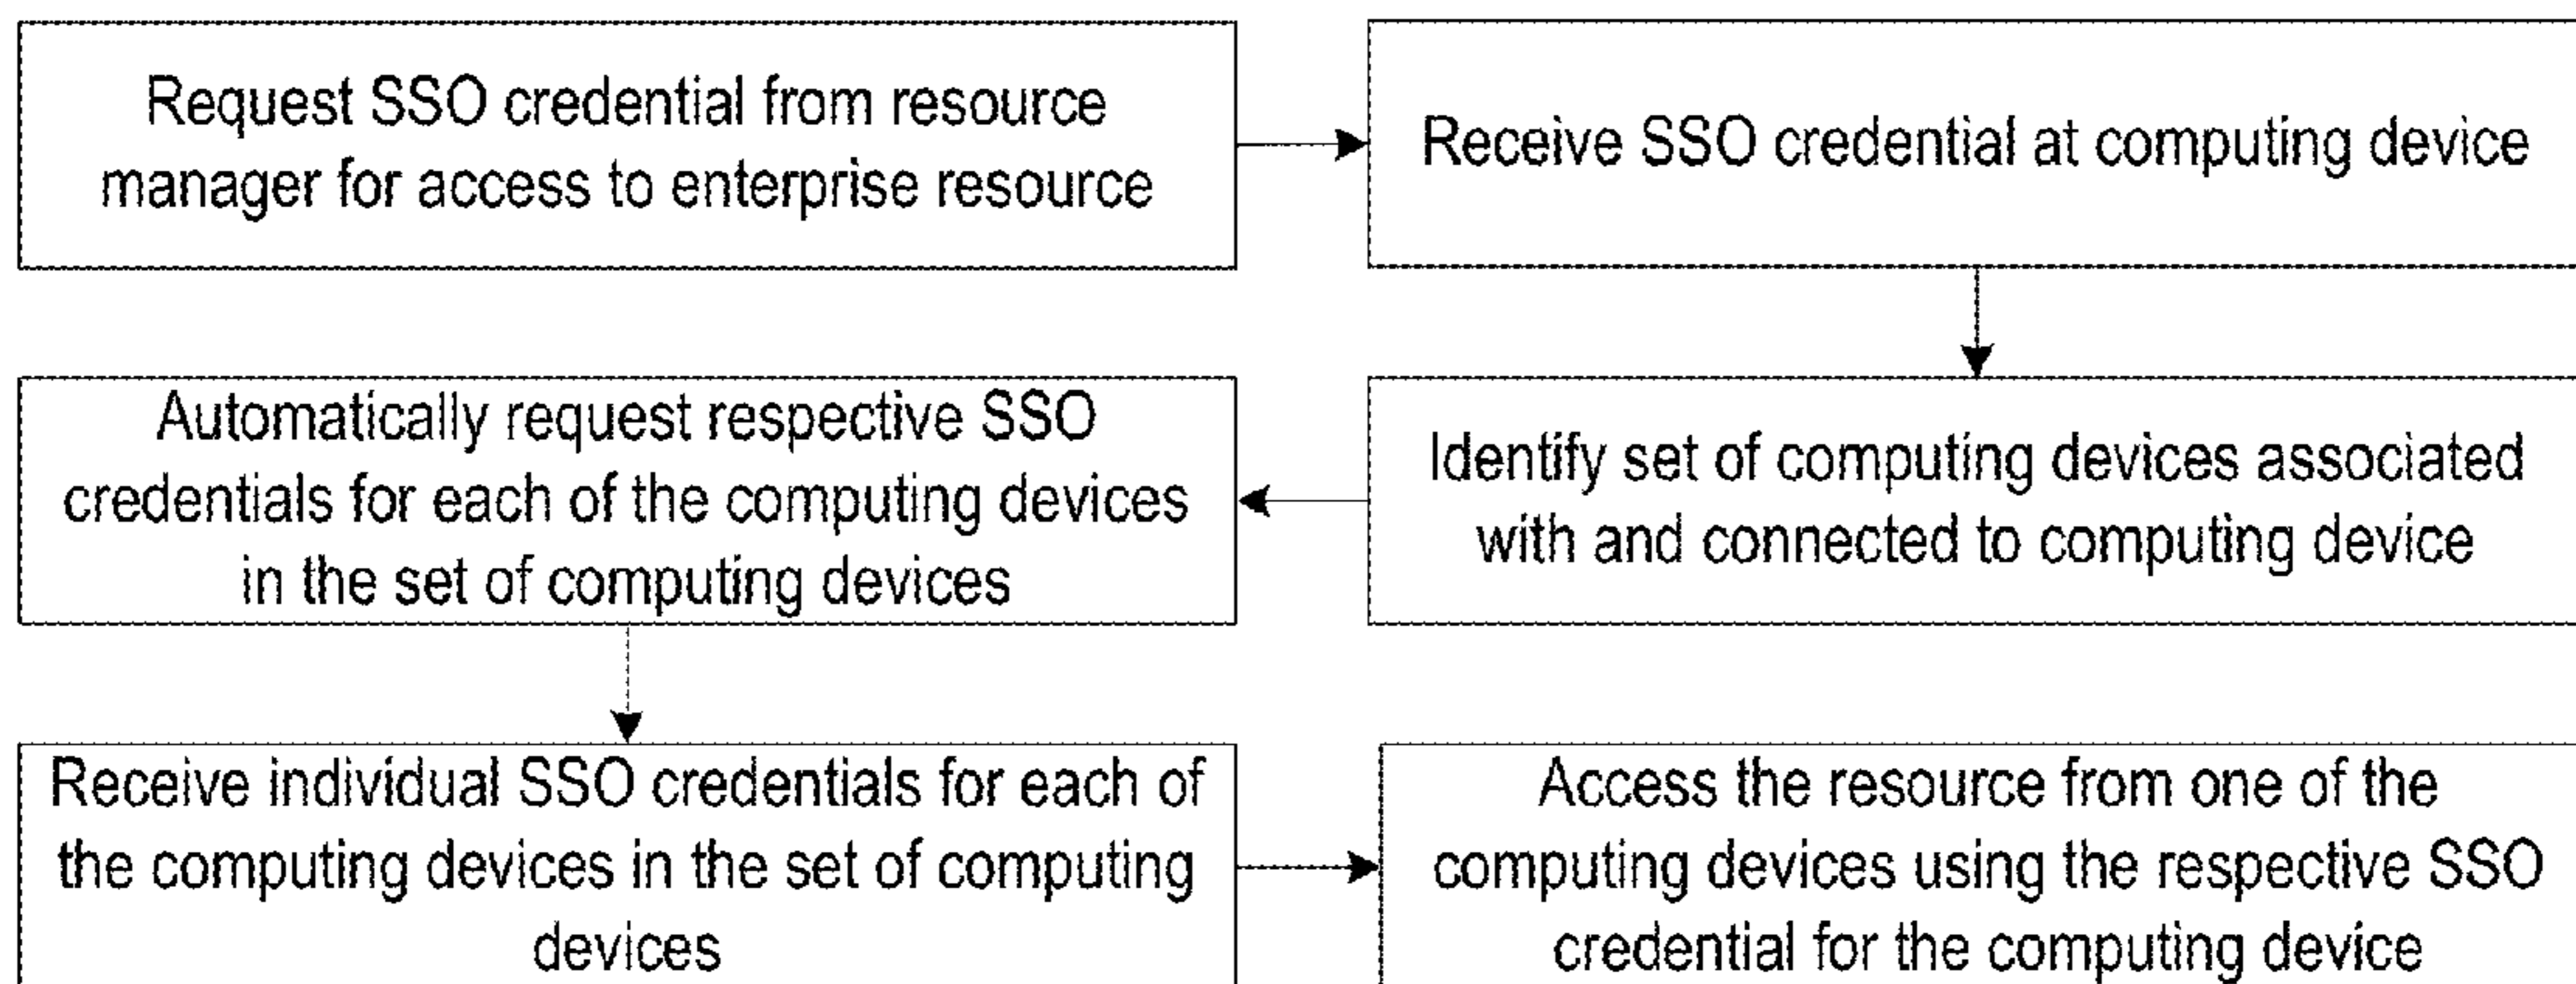 Request SSO credential from resource
manager for access to enterprise resource
Receive SSO credential at computing device
Identify set of computing devices associated
with and connected to computing device
Automatically request respective SSO
credentials for each of the computing devices
in the set of computing devices
Receive individual SSO credentials for each of
the computing devices in the set of computing
devices
Access the resource from one of the
computing devices using the respective SSO
credential for the computing device